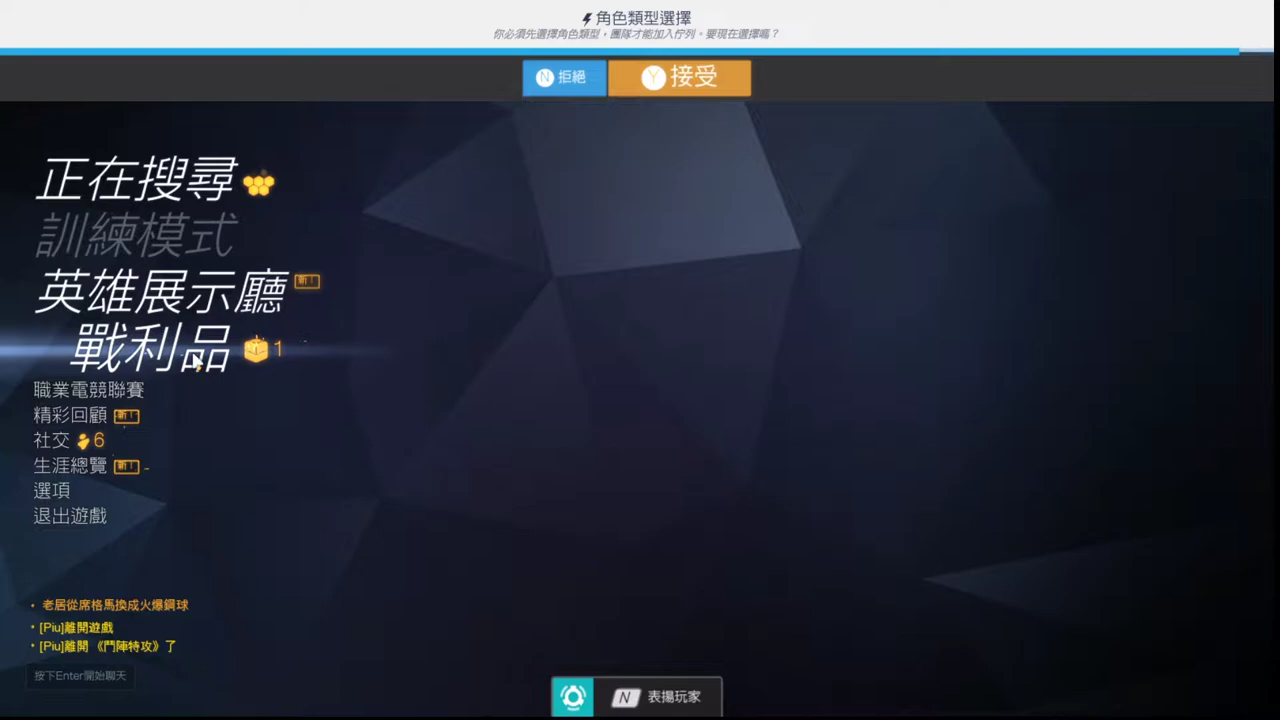 角色類型選擇
你必須先選擇角色類型，團隊才能加入佇列。要現在選擇嗎？
N 拒絕
Y 接受
正在搜尋
訓練模式
英雄展示廳 新！
戰利品 1
職業電競聯賽
精彩回顧 新！
社交 6
生涯總覽 新！
選項
退出遊戲
• 老居從席格馬換成火爆鋼球
• [Piu]離開遊戲
• [Piu]離開《鬥陣特攻》了
按下Enter開始聊天
N 表揚玩家